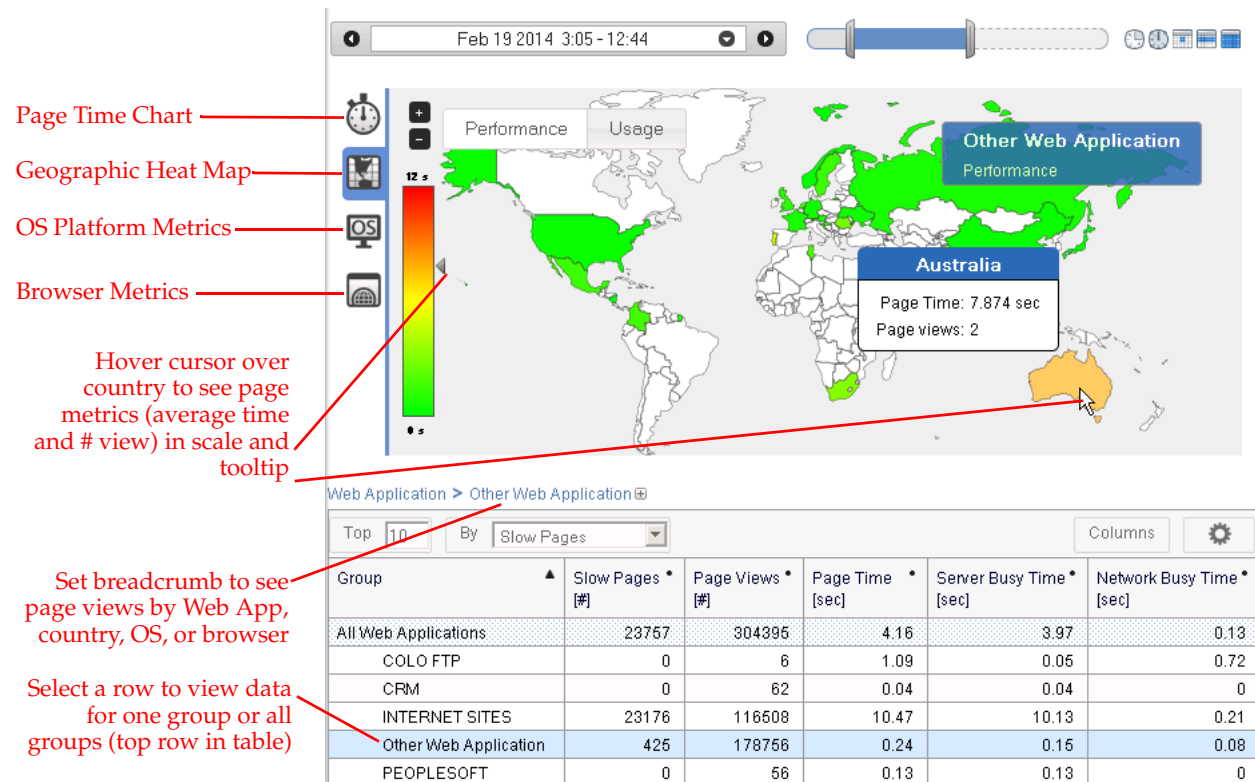 Feb 19 2014 3:05 - 12:44
Page Time Chart
Geographic Heat Map
OS Platform Metrics
OS
Browser Metrics
+
-
Performance
Usage
12 s
0 s
Other Web Application
Performance
Australia
Page Time: 7.874 sec
Page views: 2
Hover cursor over
country to see page
metrics (average time
and # view) in scale and
tooltip
Web Application > Other Web Application
Top 10 By Slow Pages Columns
Set breadcrumb to see
page views by Web App,
country, OS, or browser
Select a row to view data
for one group or all
groups (top row in table)
Group Slow Pages Page Views Page Time Server Busy Time Network Busy Time
[#] [#] [sec] [sec] [sec]
All Web Applications 23757 304395 4.16 3.97 0.13
COLO FTP 0 6 1.09 0.05 0.72
CRM 0 62 0.04 0.04 0
INTERNET SITES 23176 116508 10.47 10.13 0.21
Other Web Application 425 178756 0.24 0.15 0.08
PEOPLESOFT 0 56 0.13 0.13 0